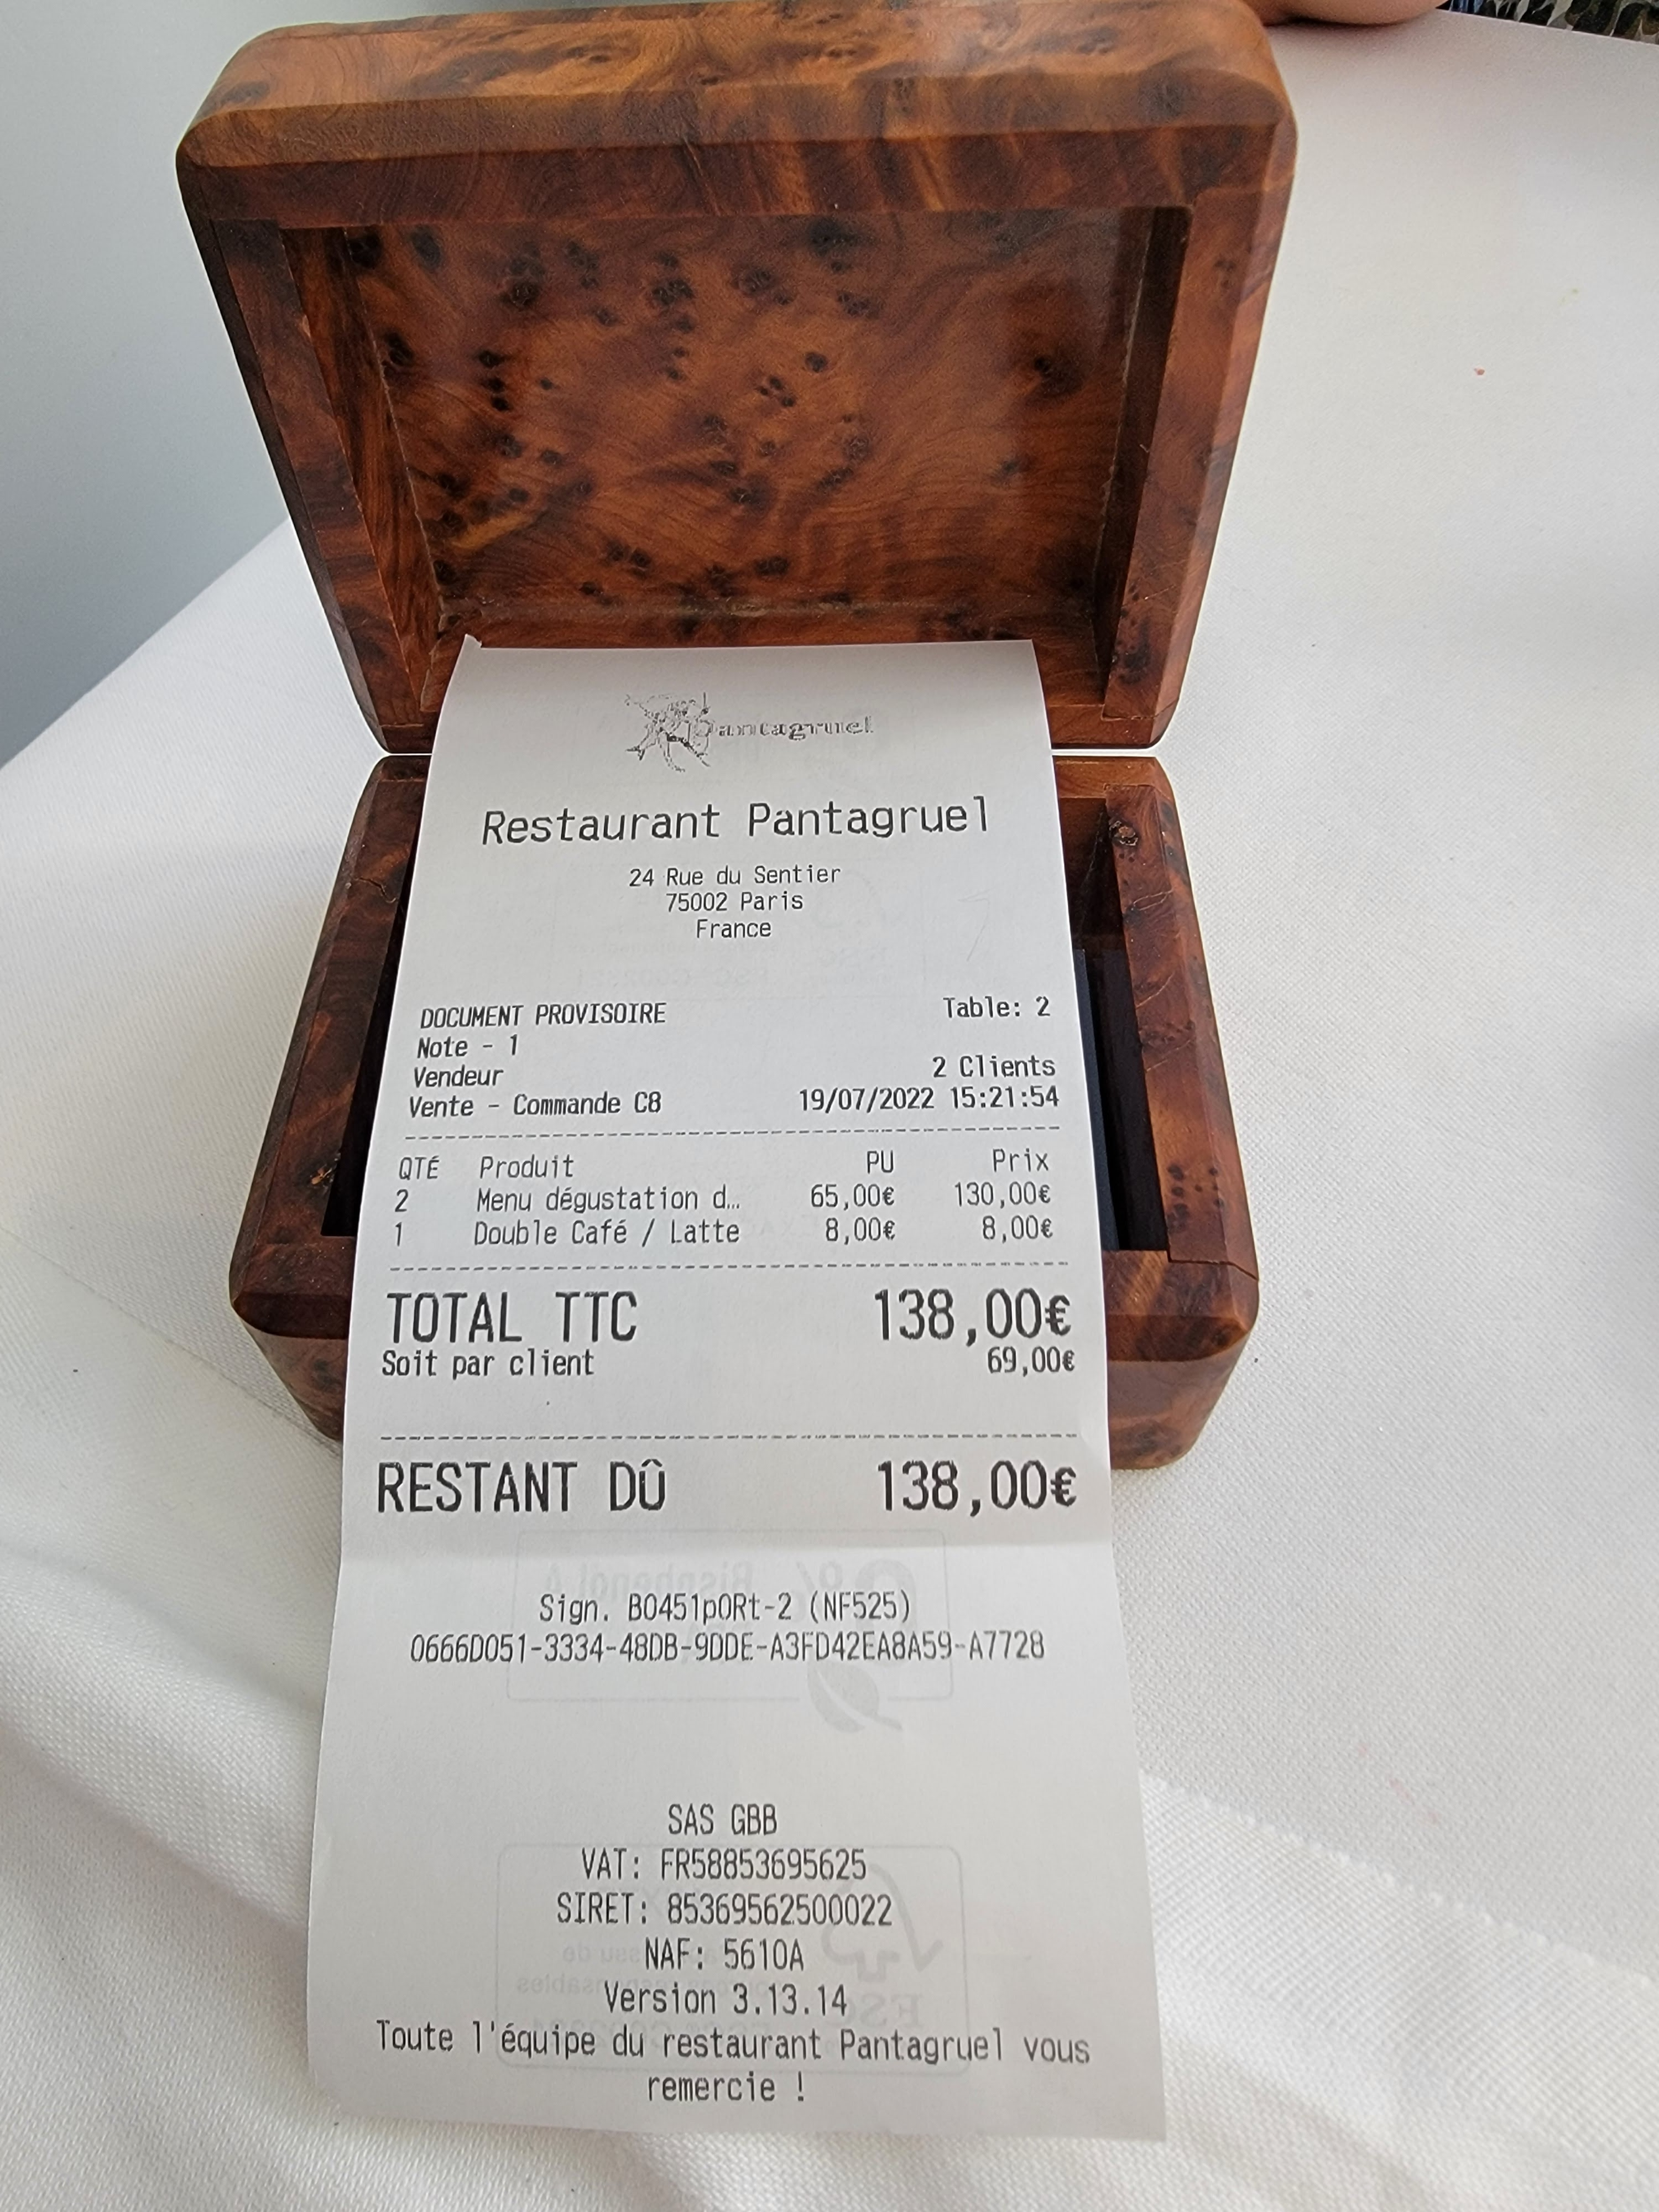 Pantagruel
Restaurant Pantagruel
24 Rue du Sentier
75002 Paris
France
DOCUMENT PROVISOIRE Table: 2
Note - 1
Vendeur 2 Clients
Vente - Commande C8 19/07/2022 15:21:54
QTÉ Produit PU Prix
2 Menu dégustation d… 65,00€ 130,00€
1 Double Café / Latte 8,00€ 8,00€
TOTAL TTC 138,00€
Soit par client 69,00€
RESTANT DÛ 138,00€
Sign. B0451pORt-2 (NF525)
0666D051-3334-48DB-9DDE-A3FD42EA8A59-A7728
SAS GBB
VAT: FR58853695625
SIRET: 85369562500022
NAF: 5610A
Version 3.13.14
Toute l'équipe du restaurant Pantagruel vous
remercie !